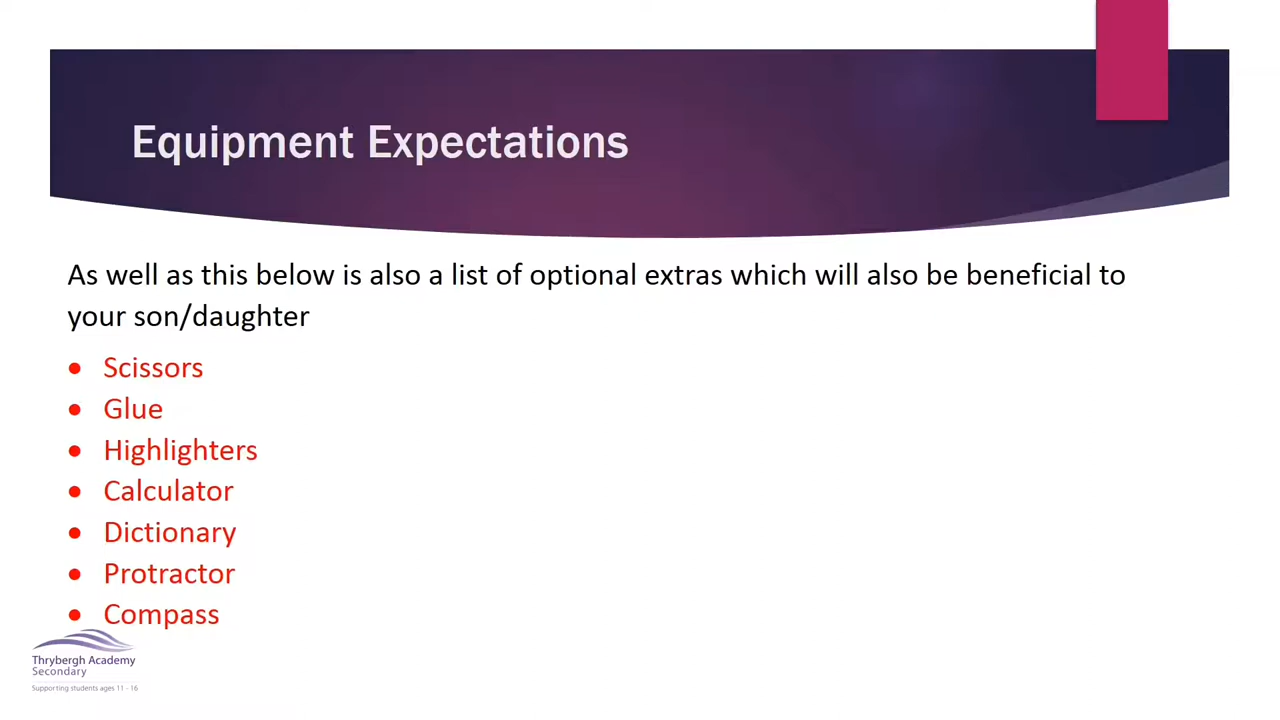 Equipment Expectations
As well as this below is also a list of optional extras which will also be beneficial to
your son/daughter
• Scissors
• Glue
• Highlighters
• Calculator
• Dictionary
• Protractor
• Compass
Thrybergh Academy
Secondary
Supporting students ages 11 - 16